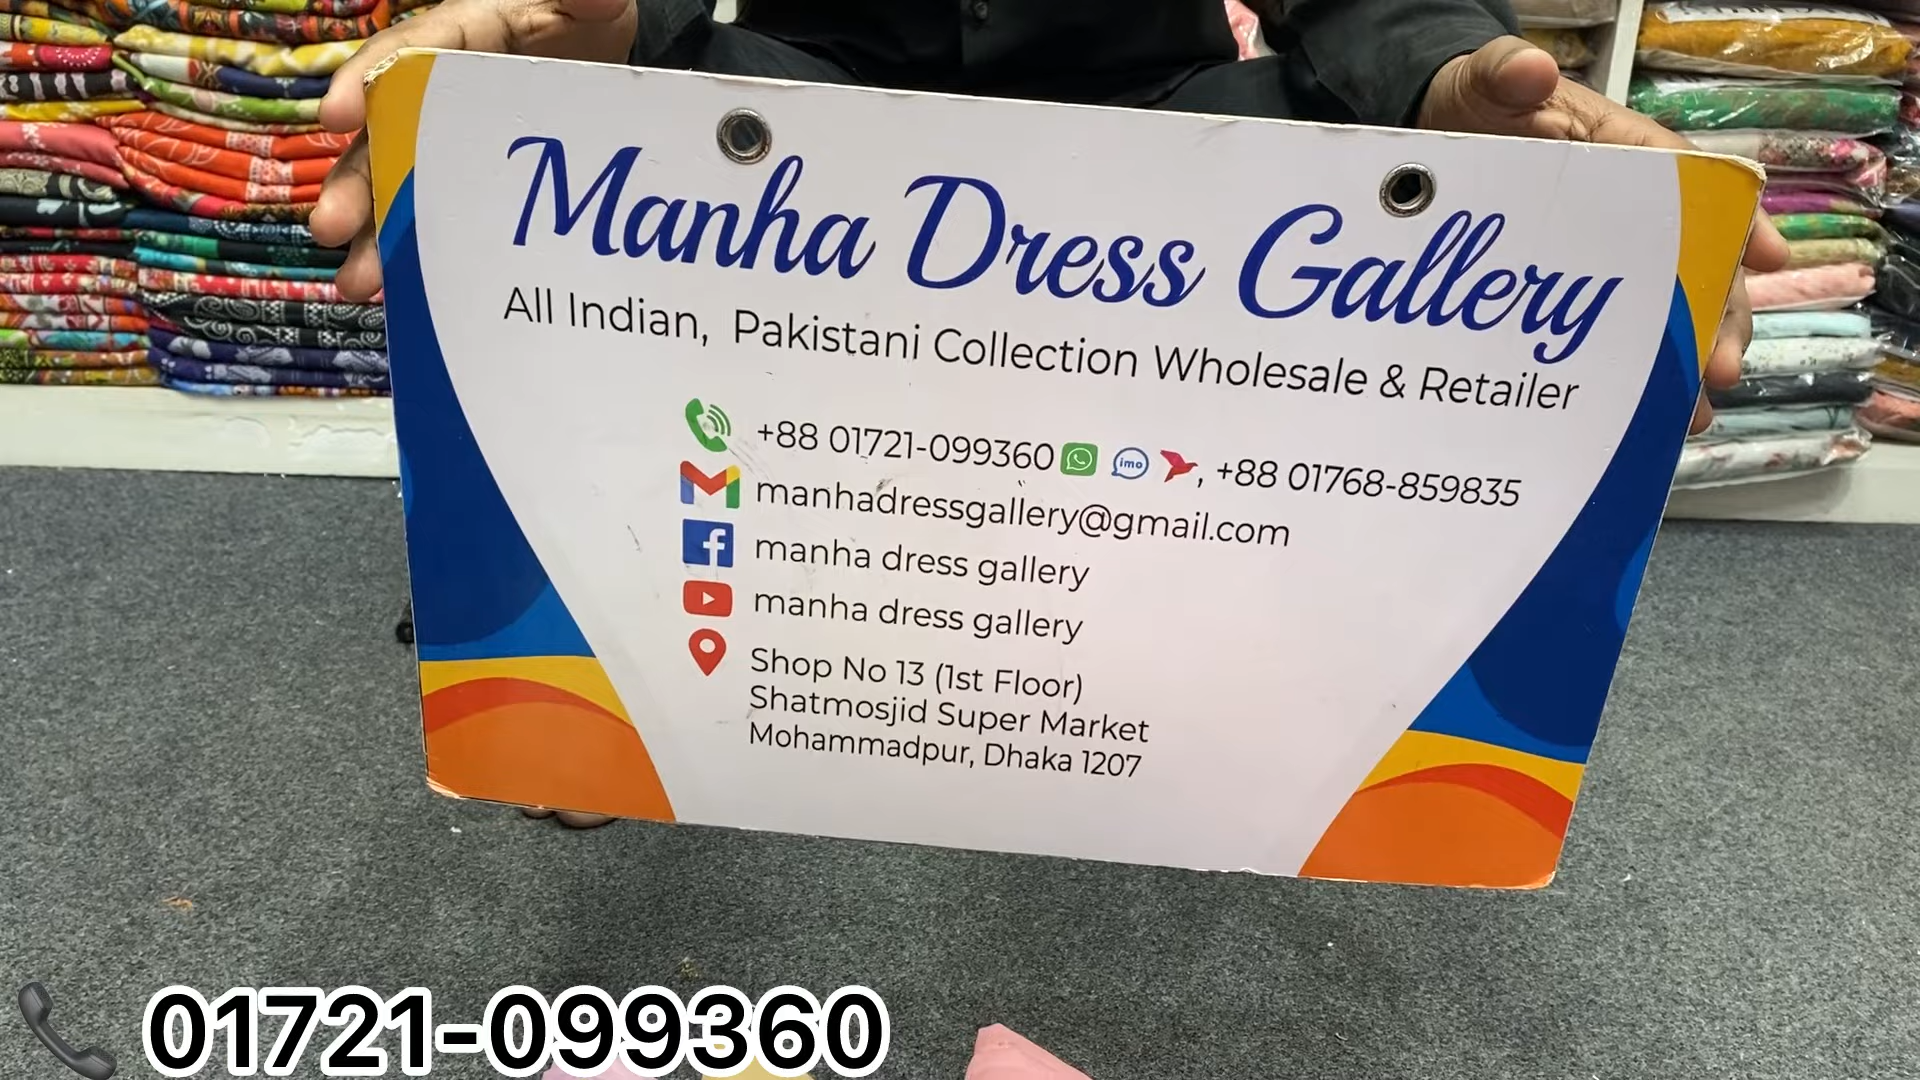 Manha Dress Gallery
All Indian, Pakistani Collection Wholesale & Retailer
+88 01721-099360 imo, +88 01768-859835
manhadressgallery@gmail.com
manha dress gallery
manha dress gallery
Shop No 13 (1st Floor)
Shatmosjid Super Market
Mohammadpur, Dhaka 1207
01721-099360